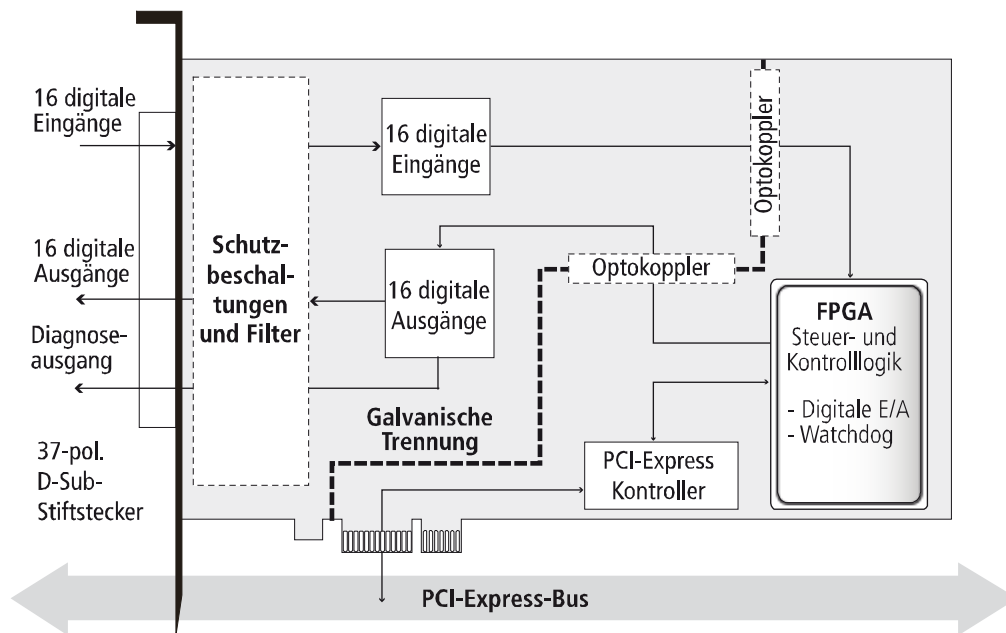 16 digitale
Eingänge
16 digitale
Ausgänge
Diagnose-
ausgang
37-pol.
D-Sub-
Stiftstecker
Schutz-
beschal-
tungen
und Filter
16 digitale
Eingänge
16 digitale
Ausgänge
Optokoppler
Optokoppler
Galvanische
Trennung
PCI-Express
Kontroller
FPGA
Steuer- und
Kontrolllogik
- Digitale E/A
- Watchdog
PCI-Express-Bus